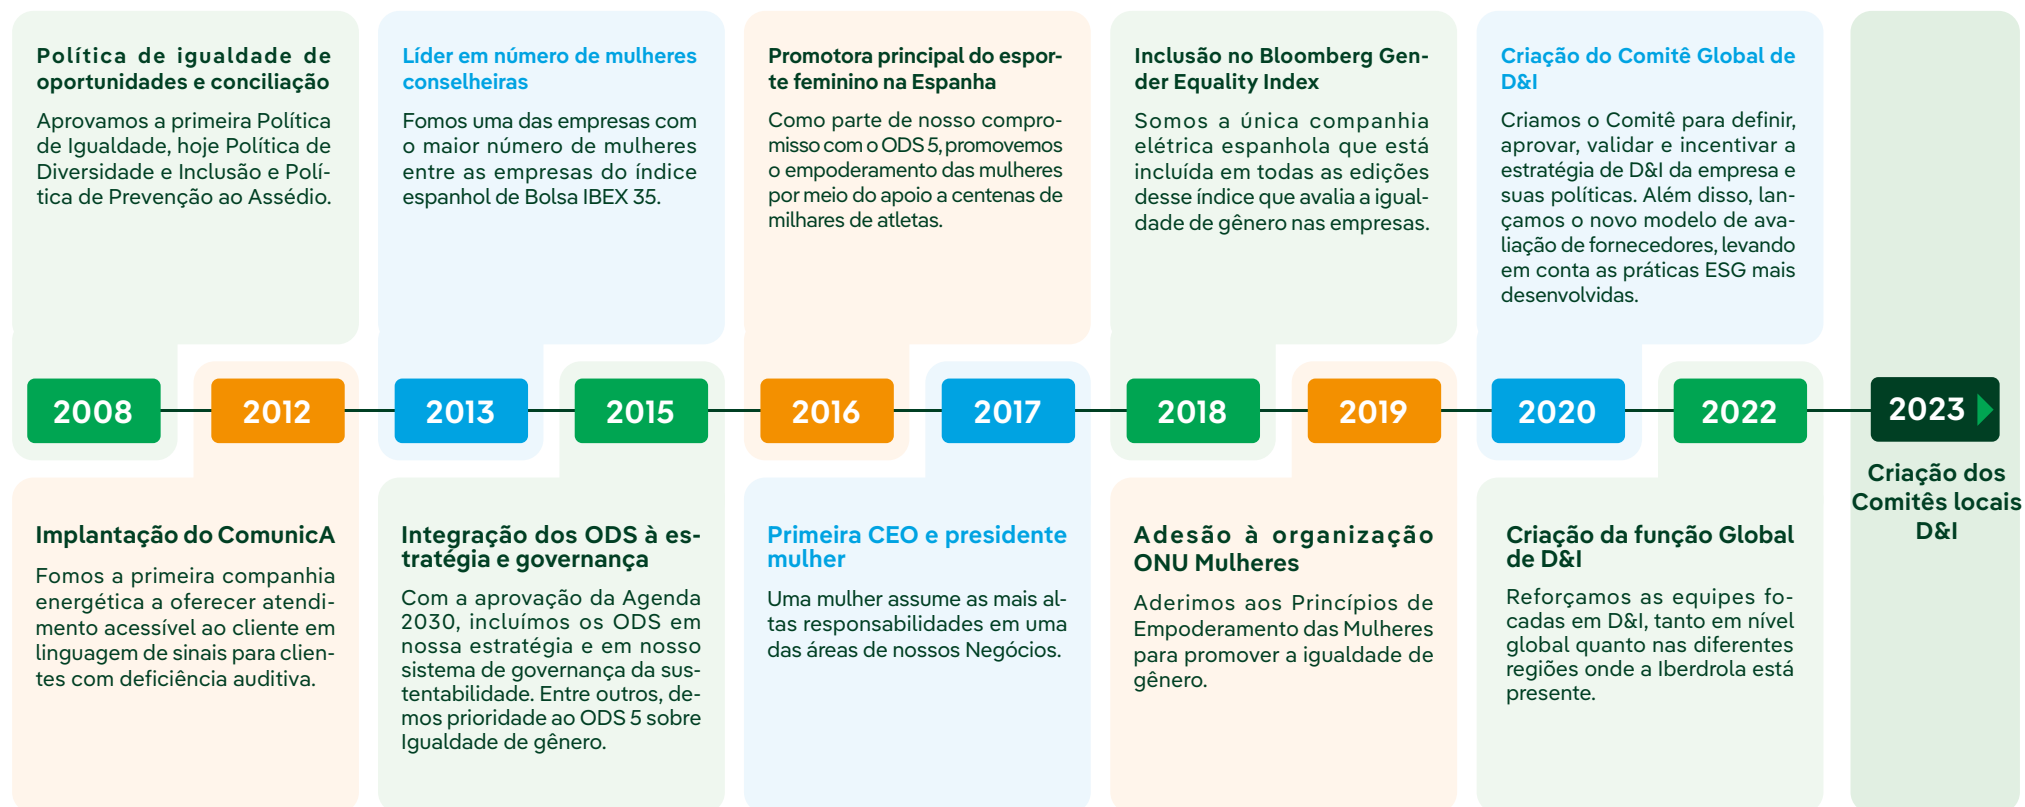 Política de igualdade de
oportunidades e conciliação
Aprovamos a primeira Política
de Igualdade, hoje Política de
Diversidade e Inclusão e Polí-
tica de Prevenção ao Assédio.
2008
2012
Implantação do ComunicA
Fomos a primeira companhia
energética a oferecer atendi-
mento acessível ao cliente em
linguagem de sinais para clien-
tes com deficiência auditiva.
Líder em número de mulheres
conselheiras
Fomos uma das empresas com
o maior número de mulheres
entre as empresas do índice
espanhol de Bolsa IBEX 35.
2013
2015
Integração dos ODS à es-
tratégia e governança
Com a aprovação da Agenda
2030, incluímos os ODS em
nossa estratégia e em nosso
sistema de governança da sus-
tentabilidade. Entre outros, de-
mos prioridade ao ODS 5 sobre
Igualdade de gênero.
Promotora principal do espor-
te feminino na Espanha
Como parte de nosso compro-
misso com o ODS 5, promovemos
o empoderamento das mulheres
por meio do apoio a centenas de
milhares de atletas.
2016
2017
Primeira CEO e presidente
mulher
Uma mulher assume as mais al-
tas responsabilidades em uma
das áreas de nossos Negócios.
Inclusão no Bloomberg Gen-
der Equality Index
Somos a única companhia
elétrica espanhola que está
incluída em todas as edições
desse índice que avalia a igual-
dade de gênero nas empresas.
2018
2019
Adesão à organização
ONU Mulheres
Aderimos aos Princípios de
Empoderamento das Mulheres
para promover a igualdade de
gênero.
Criação do Comitê Global de
D&I
Criamos o Comitê para definir,
aprovar, validar e incentivar a
estratégia de D&I da empresa e
suas políticas. Além disso, lan-
çamos o novo modelo de ava-
liação de fornecedores, levando
em conta as práticas ESG mais
desenvolvidas.
2020
2022
Criação da função Global
de D&I
Reforçamos as equipes fo-
cadas em D&I, tanto em nível
global quanto nas diferentes
regiões onde a Iberdrola está
presente.
2023
Criação dos
Comitês locais
D&I